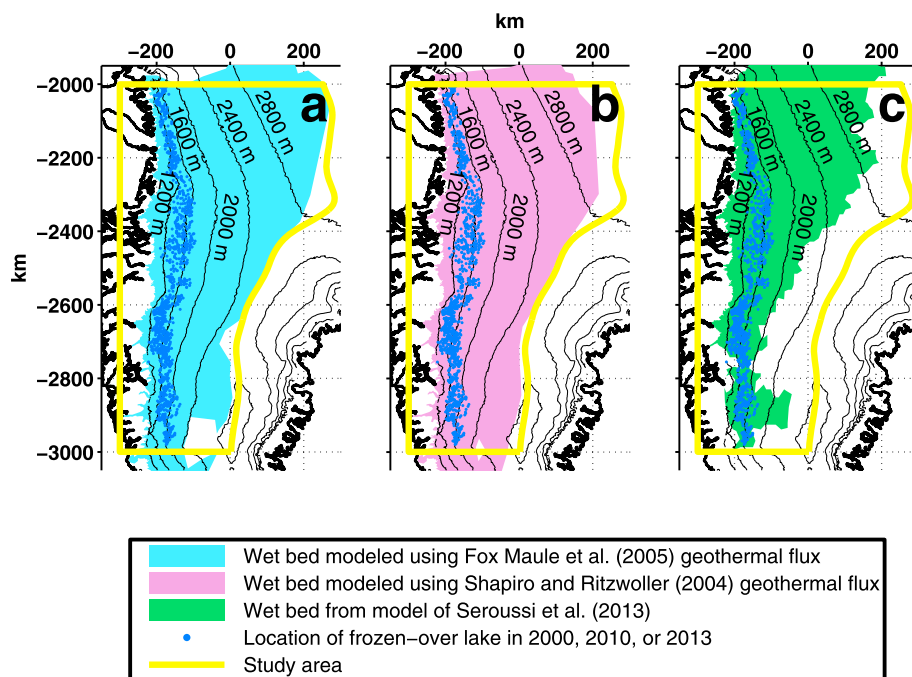 km
−200 0 200 −200 0 200 −200 0 200
−2000
−2200
−2400
−2600
−2800
−3000
km
a
1600 m
2400 m
2800 m
1200 m
2000 m
b
1600 m
2400 m
2800 m
1200 m
2000 m
c
1600 m
2400 m
2800 m
1200 m
2000 m
Wet bed modeled using Fox Maule et al. (2005) geothermal flux
Wet bed modeled using Shapiro and Ritzwoller (2004) geothermal flux
Wet bed from model of Seroussi et al. (2013)
Location of frozen−over lake in 2000, 2010, or 2013
Study area